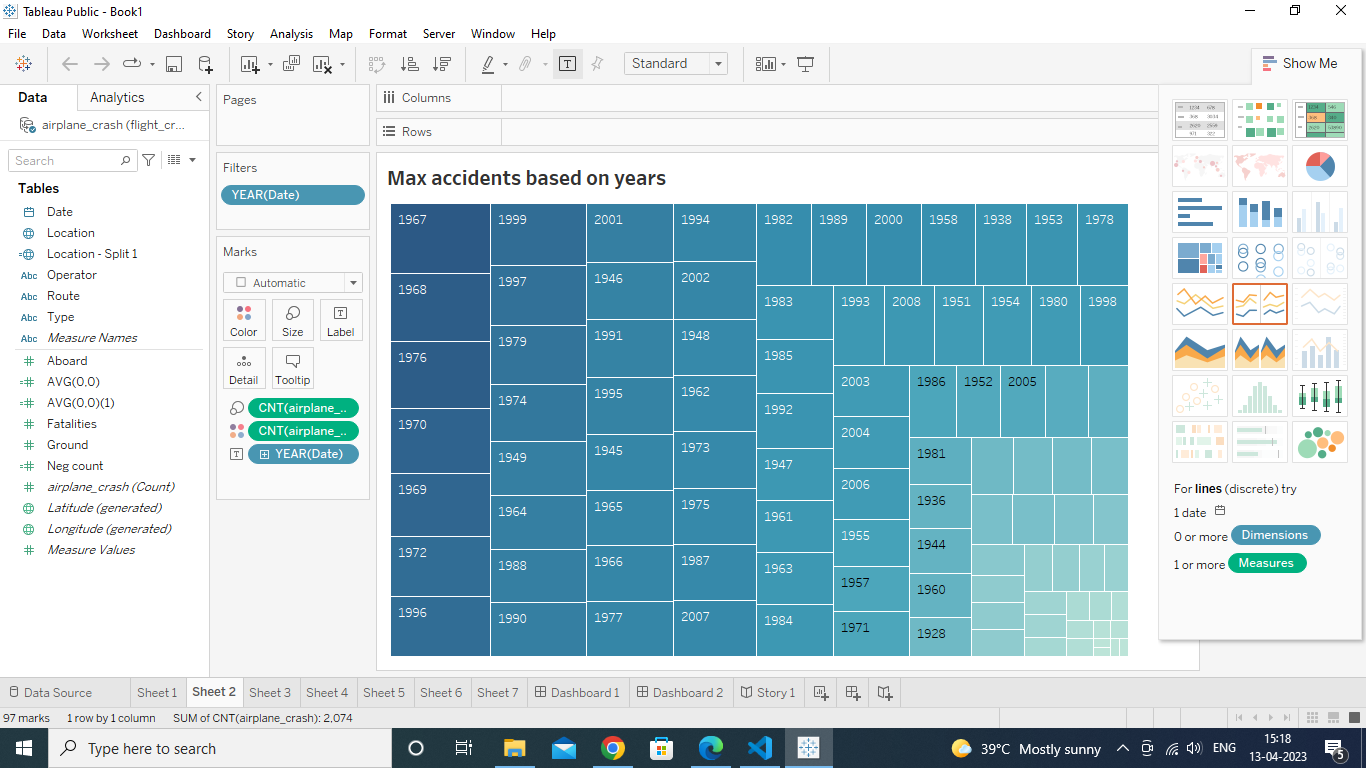 Tableau Public - Book1
File Data Worksheet Dashboard Story Analysis Map Format Server Window Help
Standard
Show Me
Data Analytics
airplane_crash (flight_cr...
Search
Tables
Date
Location
Location - Split 1
Abc Operator
Abc Route
Abc Type
Abc Measure Names
Aboard
AVG(0,0)
AVG(0,0)(1)
Fatalities
Ground
Neg count
airplane_crash (Count)
Latitude (generated)
Longitude (generated)
Measure Values
Pages
Filters
YEAR(Date)
Marks
Automatic
Color Size Label
Detail Tooltip
CNT(airplane_..
CNT(airplane_..
YEAR(Date)
Columns
Rows
Max accidents based on years
1967
1968
1976
1970
1969
1972
1996
1999
1997
1979
1974
1949
1964
1988
1990
2001
1946
1991
1995
1945
1965
1966
1977
1994
2002
1948
1962
1973
1975
1987
2007
1982 1989 2000 1958 1938 1953 1978
1983
1985
1992
1947
1961
1963
1984
1993 2008 1951 1954 1980 1998
2003
2004
2006
1955
1957
1971
1986 1952 2005
1981
1936
1944
1960
1928
For lines (discrete) try
1 date
0 or more Dimensions
1 or more Measures
Data Source Sheet 1 Sheet 2 Sheet 3 Sheet 4 Sheet 5 Sheet 6 Sheet 7 Dashboard 1 Dashboard 2 Story 1
97 marks 1 row by 1 column SUM of CNT(airplane_crash): 2,074
Type here to search
39°C Mostly sunny
ENG
15:18
13-04-2023
5